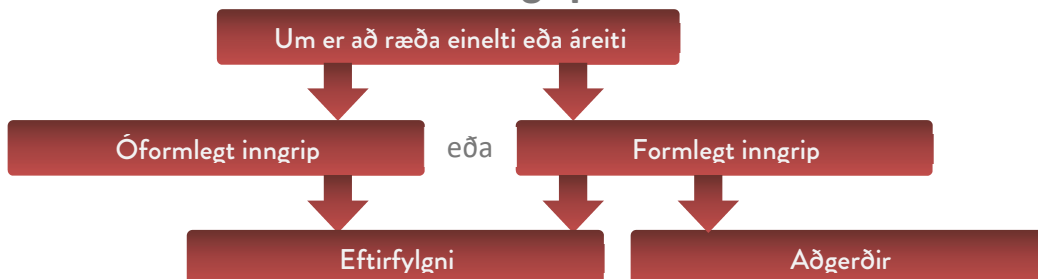 Um er að ræða einelti eða áreiti
Óformlegt inngrip eða Formlegt inngrip
Eftirfylgni Aðgerðir